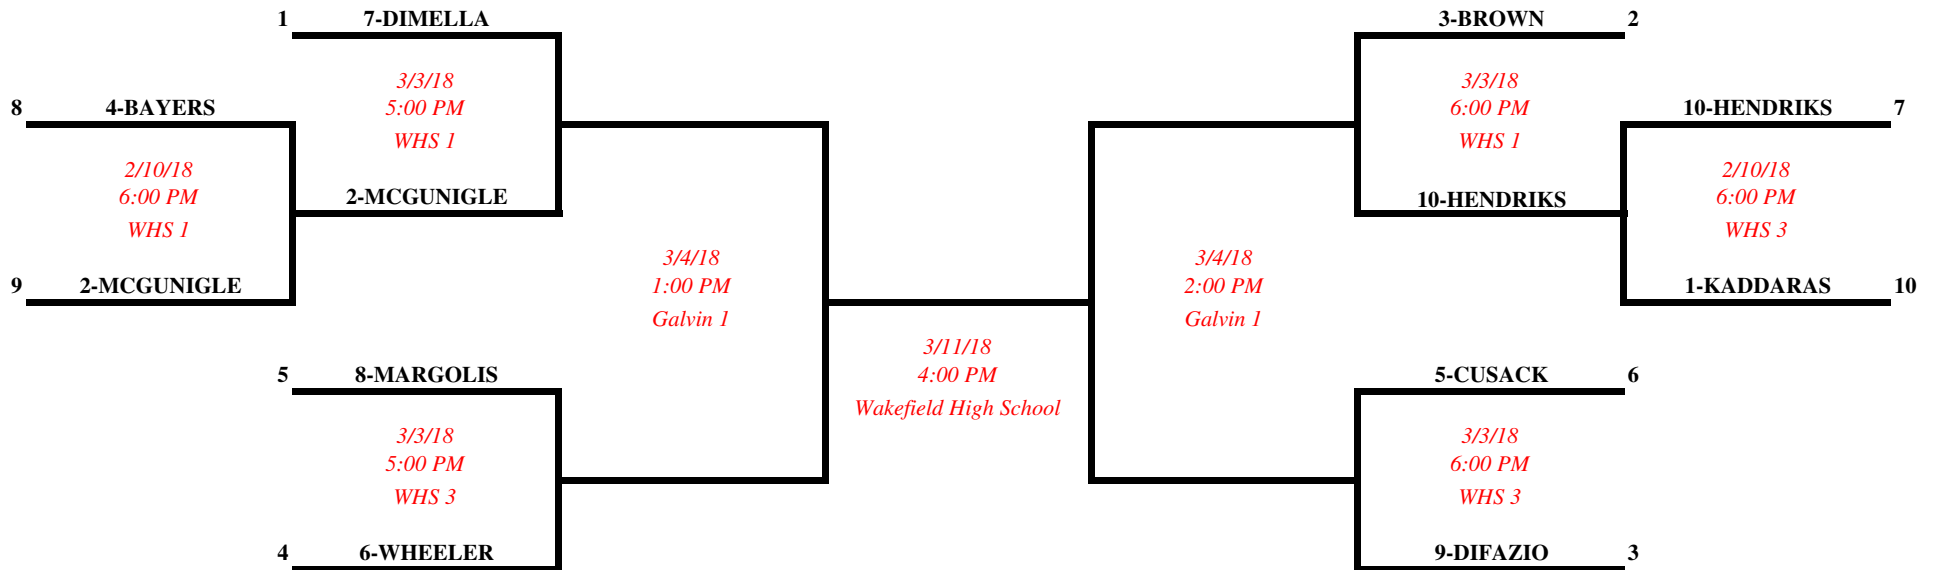 1 7-DIMELLA
3-BROWN 2
3/3/18
5:00 PM
WHS 1
3/3/18
6:00 PM
WHS 1
8 4-BAYERS
10-HENDRIKS 7
2/10/18
6:00 PM
WHS 1
2-MCGUNIGLE
10-HENDRIKS
2/10/18
6:00 PM
WHS 3
9 2-MCGUNIGLE
1-KADDARAS 10
3/4/18
1:00 PM
Galvin 1
3/4/18
2:00 PM
Galvin 1
3/11/18
4:00 PM
Wakefield High School
5 8-MARGOLIS
5-CUSACK 6
3/3/18
5:00 PM
WHS 3
3/3/18
6:00 PM
WHS 3
4 6-WHEELER
9-DIFAZIO 3